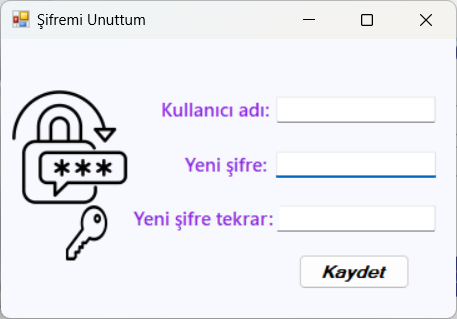 Şifremi Unuttum
Kullanıcı adı:
Yeni şifre:
***
Yeni şifre tekrar:
Kaydet